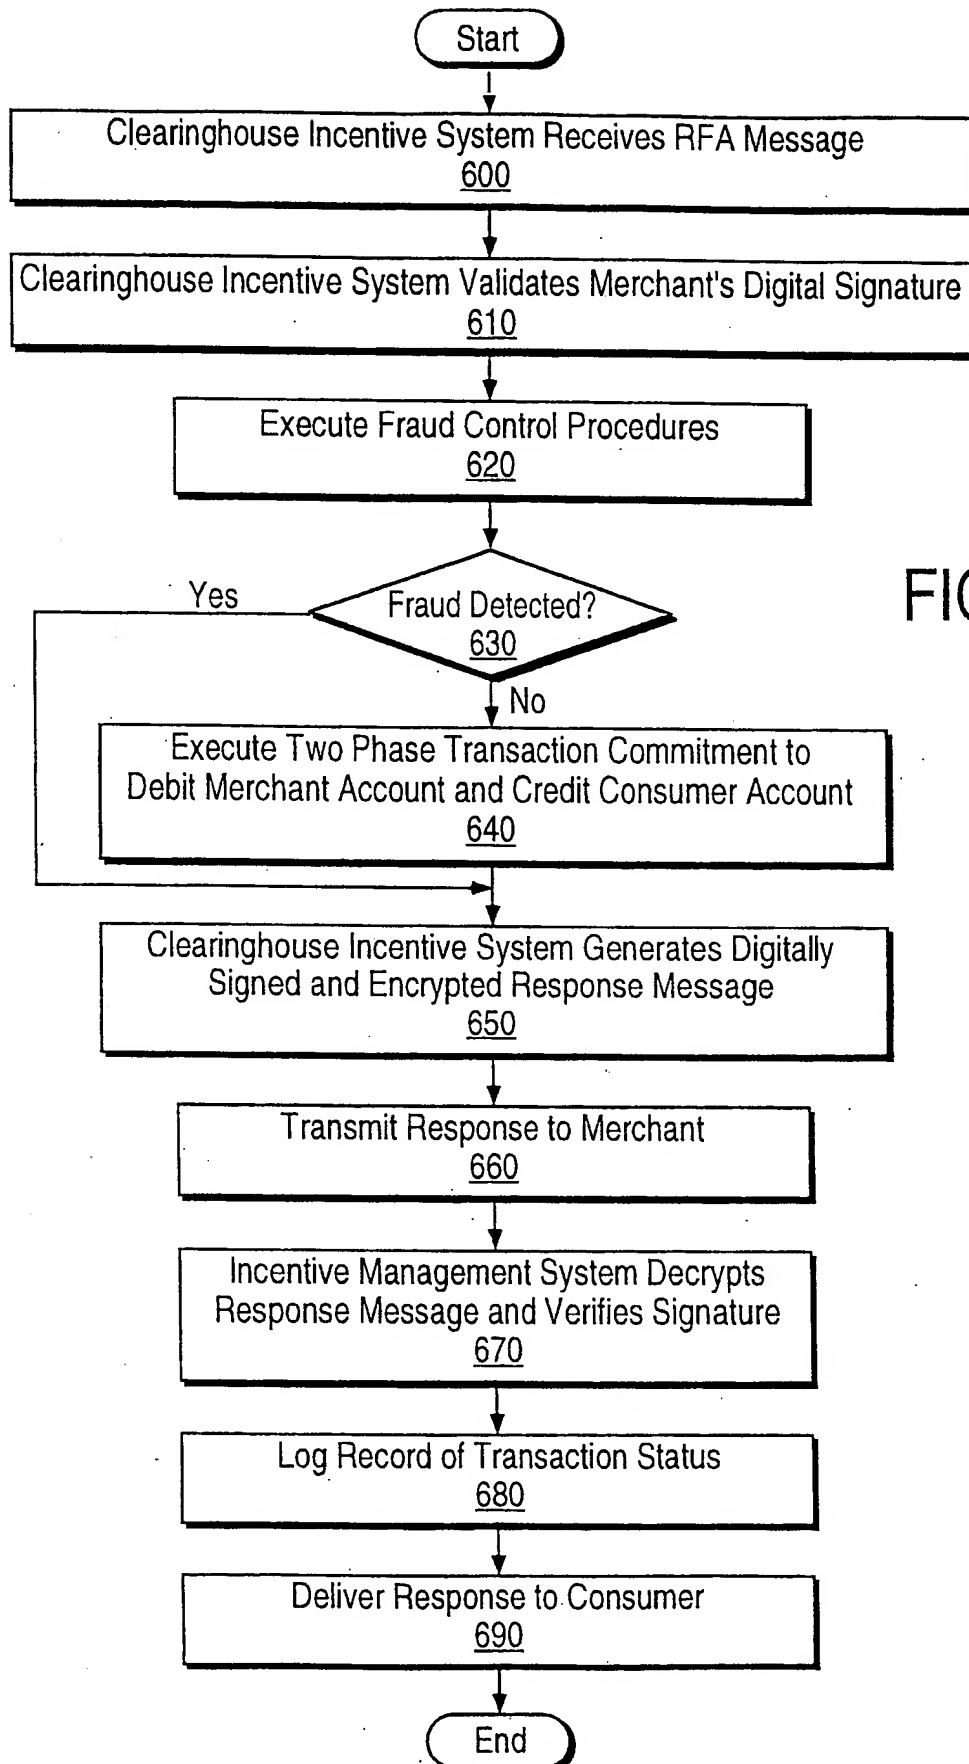 Start
Clearinghouse Incentive System Receives RFA Message
600
Clearinghouse Incentive System Validates Merchant's Digital Signature
610
Execute Fraud Control Procedures
620
Yes
Fraud Detected?
630
FIG
No
Execute Two Phase Transaction Commitment to
Debit Merchant Account and Credit Consumer Account
640
Clearinghouse Incentive System Generates Digitally
Signed and Encrypted Response Message
650
Transmit Response to Merchant
660
Incentive Management System Decrypts
Response Message and Verifies Signature
670
Log Record of Transaction Status
680
Deliver Response to Consumer
690
End